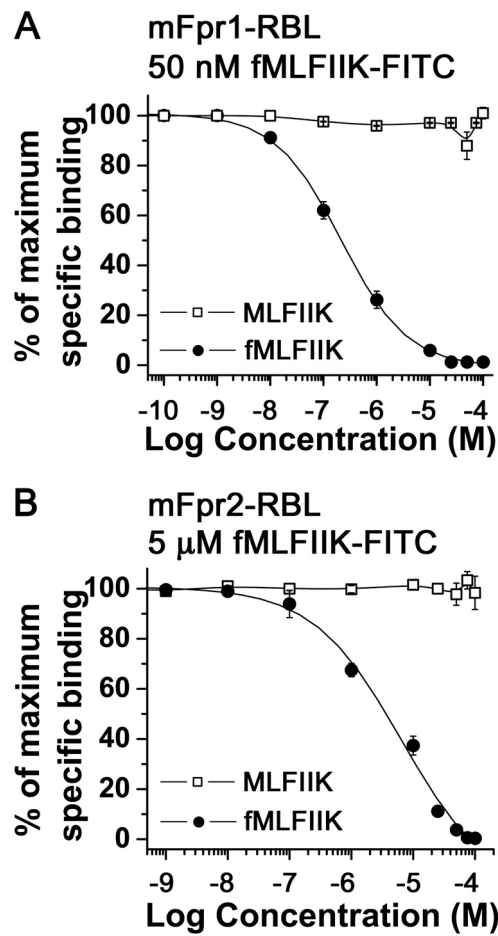 A
mFpr1-RBL
50 nM fMLFIIK-FITC
% of maximum
specific binding
100
80
60
40
20
0
MLFIIK
fMLFIIK
-10 -9 -8 -7 -6 -5 -4
Log Concentration (M)
B
mFpr2-RBL
5 μM fMLFIIK-FITC
% of maximum
specific binding
100
80
60
40
20
0
MLFIIK
fMLFIIK
-9 -8 -7 -6 -5 -4
Log Concentration (M)